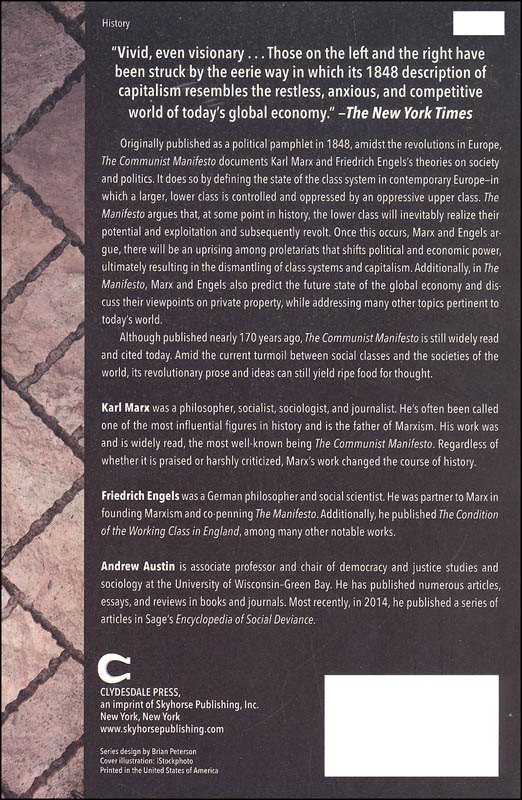 History
“Vivid, even visionary . . . Those on the left and the right have
been struck by the eerie way in which its 1848 description of
capitalism resembles the restless, anxious, and competitive
world of today’s global economy.” –The New York Times
Originally published as a political pamphlet in 1848, amidst the revolutions in Europe,
The Communist Manifesto documents Karl Marx and Friedrich Engels’s theories on society
and politics. It does so by defining the state of the class system in contemporary Europe–in
which a larger, lower class is controlled and oppressed by an oppressive upper class. The
Manifesto argues that, at some point in history, the lower class will inevitably realize their
potential and exploitation and subsequently revolt. Once this occurs, Marx and Engels ar-
gue, there will be an uprising among proletariats that shifts political and economic power,
ultimately resulting in the dismantling of class systems and capitalism. Additionally, in The
Manifesto, Marx and Engels also predict the future state of the global economy and dis-
cuss their viewpoints on private property, while addressing many other topics pertinent to
today’s world.
Although published nearly 170 years ago, The Communist Manifesto is still widely read
and cited today. Amid the current turmoil between social classes and the societies of the
world, its revolutionary prose and ideas can still yield ripe food for thought.
Karl Marx was a philosopher, socialist, sociologist, and journalist. He’s often been called
one of the most influential figures in history and is the father of Marxism. His work was
and is widely read, the most well-known being The Communist Manifesto. Regardless of
whether it is praised or harshly criticized, Marx’s work changed the course of history.
Friedrich Engels was a German philosopher and social scientist. He was partner to Marx in
founding Marxism and co-penning The Manifesto. Additionally, he published The Condition
of the Working Class in England, among many other notable works.
Andrew Austin is associate professor and chair of democracy and justice studies and
sociology at the University of Wisconsin–Green Bay. He has published numerous articles,
essays, and reviews in books and journals. Most recently, in 2014, he published a series of
articles in Sage’s Encyclopedia of Social Deviance.
C
CLYDESDALE PRESS,
an imprint of Skyhorse Publishing, Inc.
New York, New York
www.skyhorsepublishing.com
Series design by Brian Peterson
Cover illustration: iStockphoto
Printed in the United States of America